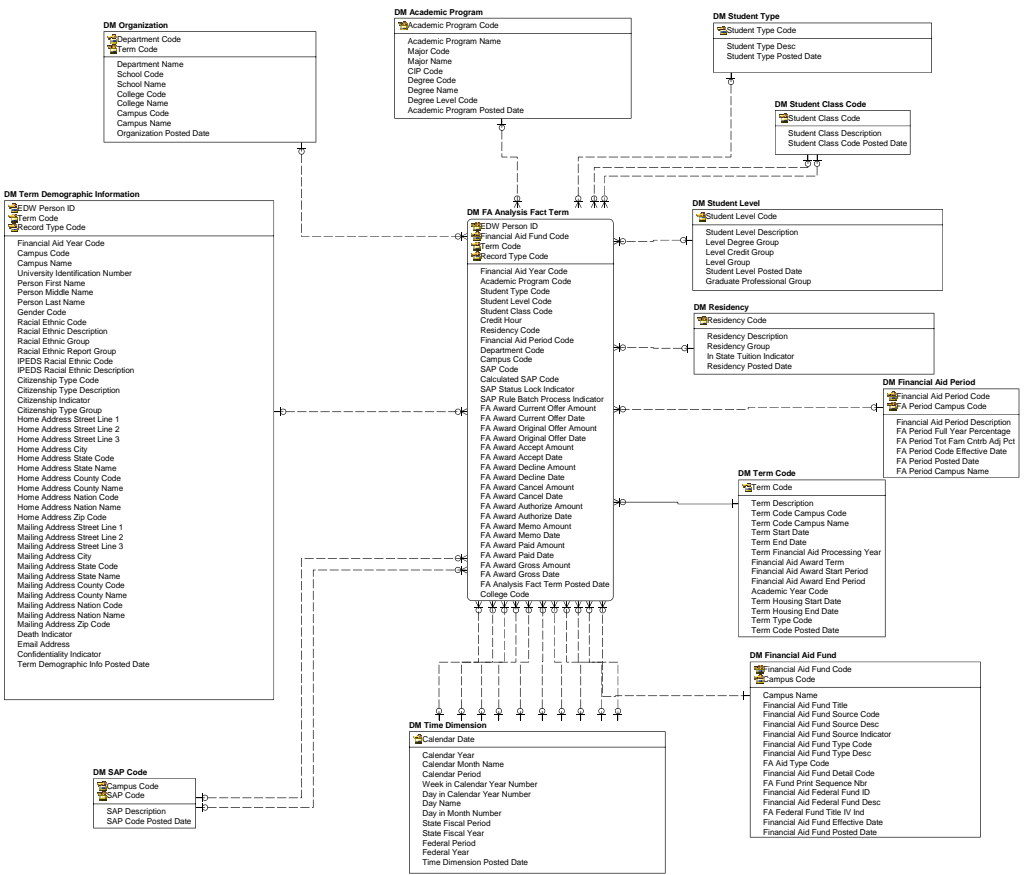 DM Organization
Department Code
Term Code
Department Name
School Code
School Name
College Code
College Name
Campus Code
Campus Name
Organization Posted Date
DM Academic Program
Academic Program Code
Academic Program Name
Major Code
Major Name
CIP Code
Degree Code
Degree Name
Degree Level Code
Academic Program Posted Date
DM Student Type
Student Type Code
Student Type Desc
Student Type Posted Date
DM Student Class Code
Student Class Code
Student Class Description
Student Class Code Posted Date
DM Term Demographic Information
EDW Person ID
Term Code
Record Type Code
Financial Aid Year Code
Campus Code
Campus Name
University Identification Number
Person First Name
Person Middle Name
Person Last Name
Gender Code
Racial Ethnic Code
Racial Ethnic Description
Racial Ethnic Group
Racial Ethnic Report Group
IPEDS Racial Ethnic Code
IPEDS Racial Ethnic Description
Citizenship Type Code
Citizenship Type Description
Citizenship Indicator
Citizenship Type Group
Home Address Street Line 1
Home Address Street Line 2
Home Address Street Line 3
Home Address City
Home Address State Code
Home Address State Name
Home Address County Code
Home Address County Name
Home Address Nation Code
Home Address Nation Name
Home Address Zip Code
Mailing Address Street Line 1
Mailing Address Street Line 2
Mailing Address Street Line 3
Mailing Address City
Mailing Address State Code
Mailing Address State Name
Mailing Address County Code
Mailing Address County Name
Mailing Address Nation Code
Mailing Address Nation Name
Mailing Address Zip Code
Death Indicator
Email Address
Confidentiality Indicator
Term Demographic Info Posted Date
DM FA Analysis Fact Term
EDW Person ID
Financial Aid Fund Code
Term Code
Record Type Code
Financial Aid Year Code
Academic Program Code
Student Type Code
Student Level Code
Student Class Code
Credit Hour
Residency Code
Financial Aid Period Code
Department Code
Campus Code
SAP Code
Calculated SAP Code
SAP Status Lock Indicator
SAP Rule Batch Process Indicator
FA Award Current Offer Amount
FA Award Current Offer Date
FA Award Original Offer Amount
FA Award Original Offer Date
FA Award Accept Amount
FA Award Accept Date
FA Award Decline Amount
FA Award Decline Date
FA Award Cancel Amount
FA Award Cancel Date
FA Award Authorize Amount
FA Award Authorize Date
FA Award Memo Amount
FA Award Memo Date
FA Award Paid Amount
FA Award Paid Date
FA Award Gross Amount
FA Award Gross Date
FA Analysis Fact Term Posted Date
College Code
DM Student Level
Student Level Code
Student Level Description
Level Degree Group
Level Credit Group
Level Group
Student Level Posted Date
Graduate Professional Group
DM Residency
Residency Code
Residency Description
Residency Group
In State Tuition Indicator
Residency Posted Date
DM Financial Aid Period
Financial Aid Period Code
FA Period Campus Code
Financial Aid Period Description
FA Period Full Year Percentage
FA Period Tot Fam Cntrb Adj Pct
FA Period Code Effective Date
FA Period Posted Date
FA Period Campus Name
DM Term Code
Term Code
Term Description
Term Code Campus Code
Term Code Campus Name
Term Start Date
Term End Date
Term Financial Aid Processing Year
Financial Aid Award Term
Financial Aid Award Start Period
Financial Aid Award End Period
Academic Year Code
Term Housing Start Date
Term Housing End Date
Term Type Code
Term Code Posted Date
DM Financial Aid Fund
Financial Aid Fund Code
Campus Code
Campus Name
Financial Aid Fund Title
Financial Aid Fund Source Code
Financial Aid Fund Source Desc
Financial Aid Fund Source Indicator
Financial Aid Fund Type Code
Financial Aid Fund Type Desc
FA Aid Type Code
Financial Aid Fund Detail Code
FA Fund Print Sequence Nbr
Financial Aid Federal Fund ID
Financial Aid Federal Fund Desc
FA Federal Fund Title IV Ind
Financial Aid Fund Effective Date
Financial Aid Fund Posted Date
DM Time Dimension
Calendar Date
Calendar Year
Calendar Month Name
Calendar Period
Week in Calendar Year Number
Day in Calendar Year Number
Day Name
Day in Month Number
State Fiscal Period
State Fiscal Year
Federal Period
Federal Year
Time Dimension Posted Date
DM SAP Code
Campus Code
SAP Code
SAP Description
SAP Code Posted Date